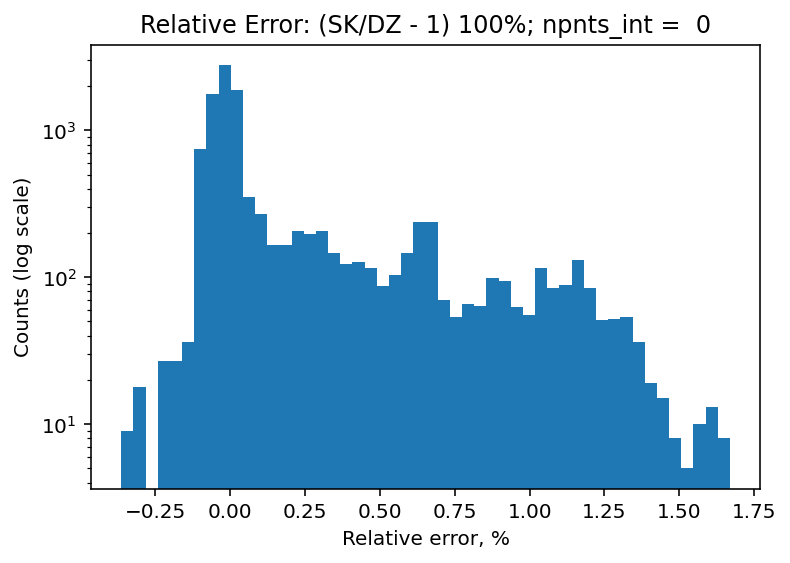 Relative Error: (SK/DZ - 1) 100%; npnts_int =  0
Counts (log scale)
10³
10²
10¹
−0.25 0.00 0.25 0.50 0.75 1.00 1.25 1.50 1.75
Relative error, %